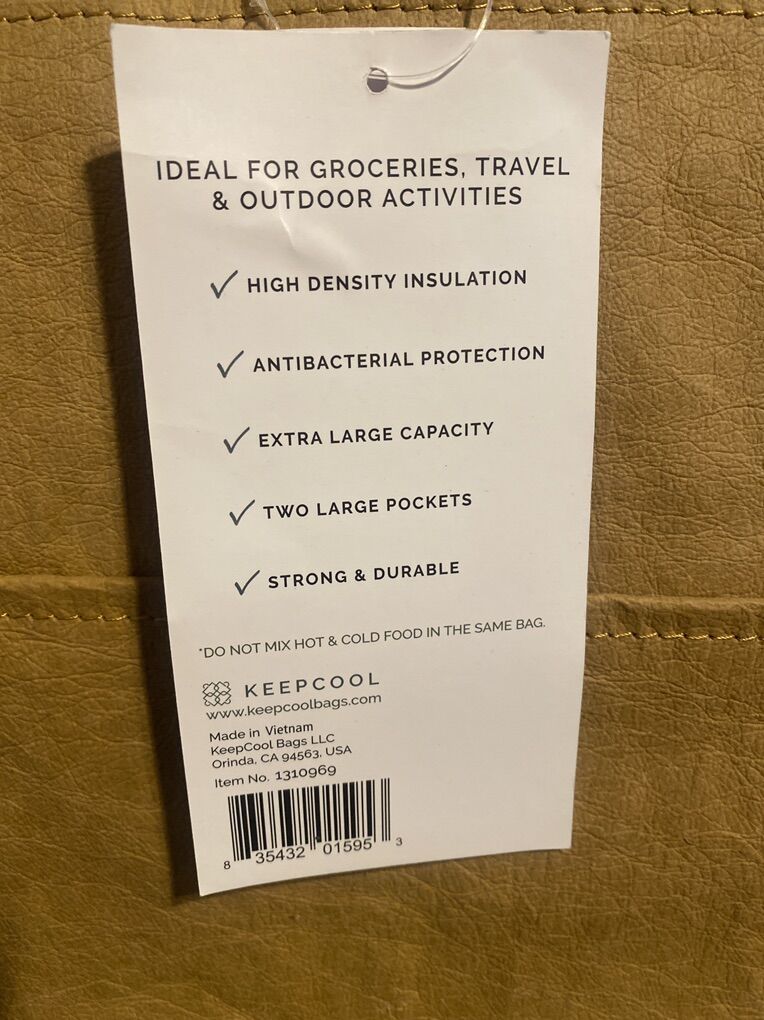 IDEAL FOR GROCERIES, TRAVEL
& OUTDOOR ACTIVITIES
✓ HIGH DENSITY INSULATION
✓ ANTIBACTERIAL PROTECTION
✓ EXTRA LARGE CAPACITY
✓ TWO LARGE POCKETS
✓ STRONG & DURABLE
*DO NOT MIX HOT & COLD FOOD IN THE SAME BAG.
KEEPCOOL
www.keepcoolbags.com
Made in Vietnam
KeepCool Bags LLC
Orinda, CA 94563, USA
Item No. 1310969
8 35432 01595 3